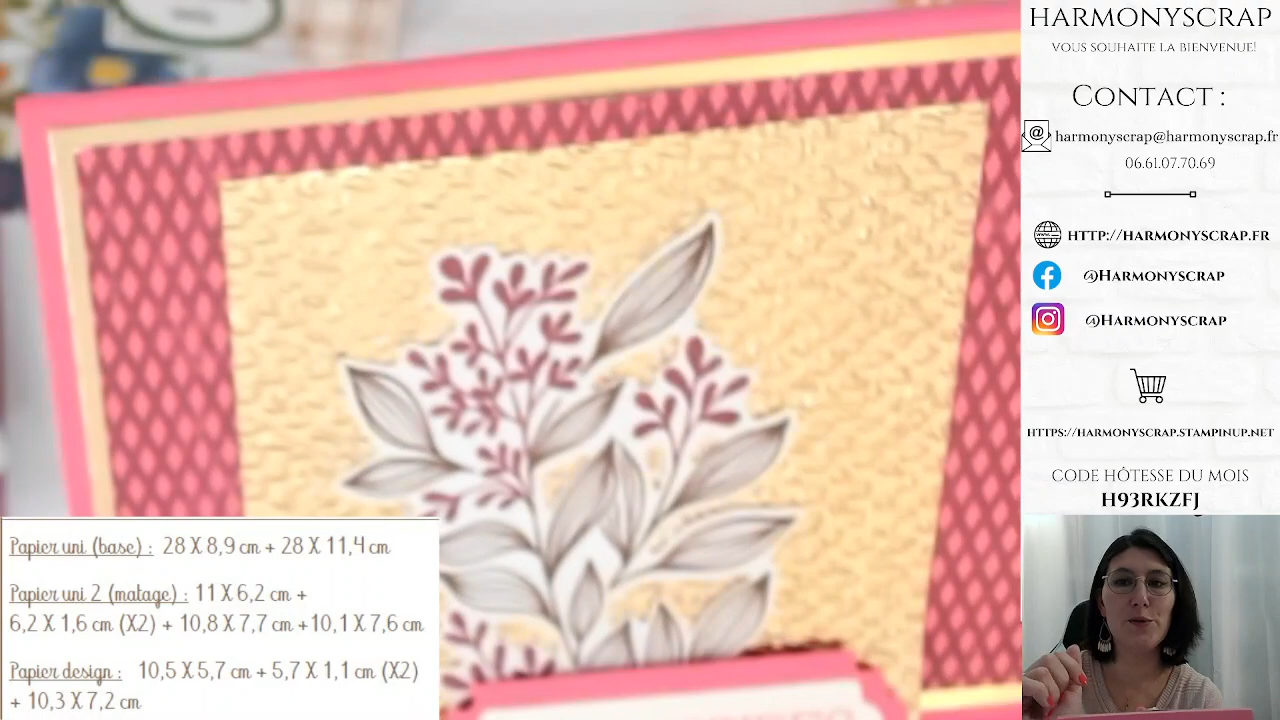 HARMONYSCRAP
VOUS SOUHAITE LA BIENVENUE!
CONTACT :
harmonyscrap@harmonyscrap.fr
06.61.07.70.69
HTTP://HARMONYSCRAP.FR
@HARMONYSCRAP
@HARMONYSCRAP
HTTPS://HARMONYSCRAP.STAMPINUP.NET
CODE HÔTESSE DU MOIS
H93RKZFJ
Papier uni (base) : 28 X 8,9 cm + 28 X 11,4 cm
Papier uni 2 (matage) : 11 X 6,2 cm +
6,2 X 1,6 cm (X2) + 10,8 X 7,7 cm +10,1 X 7,6 cm
Papier design : 10,5 X 5,7 cm + 5,7 X 1,1 cm (X2)
+ 10,3 X 7,2 cm